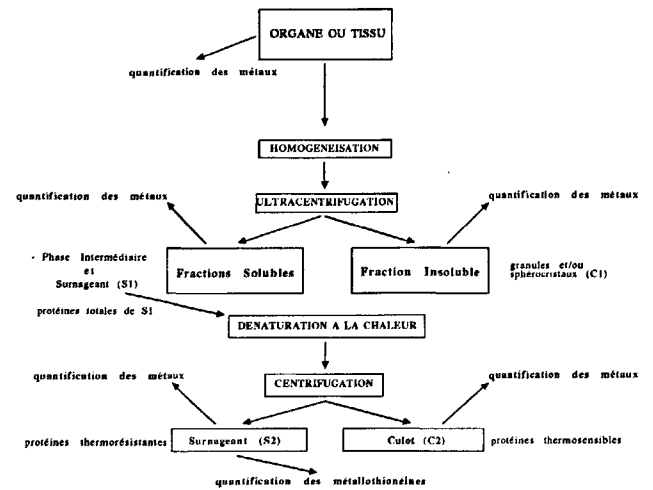 ORGANE OU TISSU
quantification des métaux
HOMOGENEISATION
quantification des métaux
quantification des métaux
ULTRACENTRIFUGATION
Phase Intermédiaire
et
Surnageant (S1)
Fractions Solubles
Fraction Insoluble
granules et/ou
sphérocristaux (C1)
protéines totales de S1
DENATURATION A LA CHALEUR
quantification des métaux
quantification des métaux
CENTRIFUGATION
protéines thermorésistantes
Surnageant (S2)
Culot (C2)
protéines thermosensibles
quantification des métallothionéines